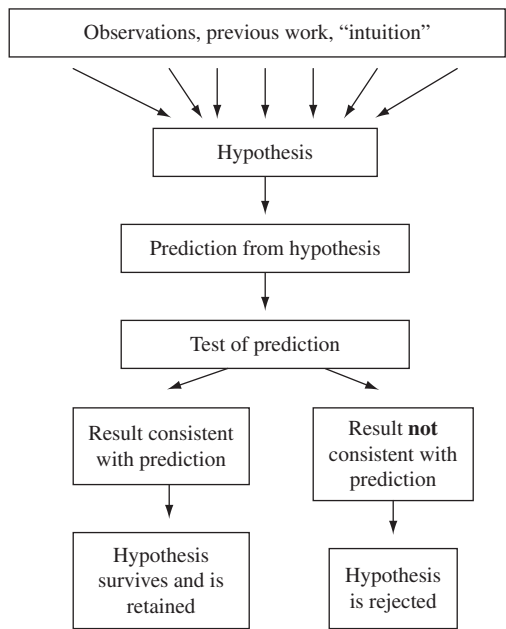 Observations, previous work, “intuition”
Hypothesis
Prediction from hypothesis
Test of prediction
Result consistent
with prediction
Result not
consistent with
prediction
Hypothesis
survives and is
retained
Hypothesis
is rejected